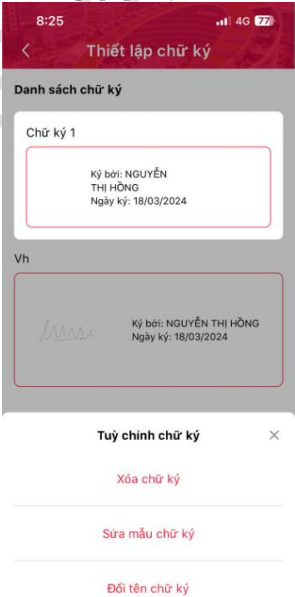 8:25
4G 77
Thiết lập chữ ký
Danh sách chữ ký
Chữ ký 1
Ký bởi: NGUYỄN
THỊ HỒNG
Ngày ký: 18/03/2024
Vh
Ký bởi: NGUYỄN THỊ HỒNG
Ngày ký: 18/03/2024
Tuỳ chỉnh chữ ký
Xóa chữ ký
Sửa mẫu chữ ký
Đổi tên chữ ký